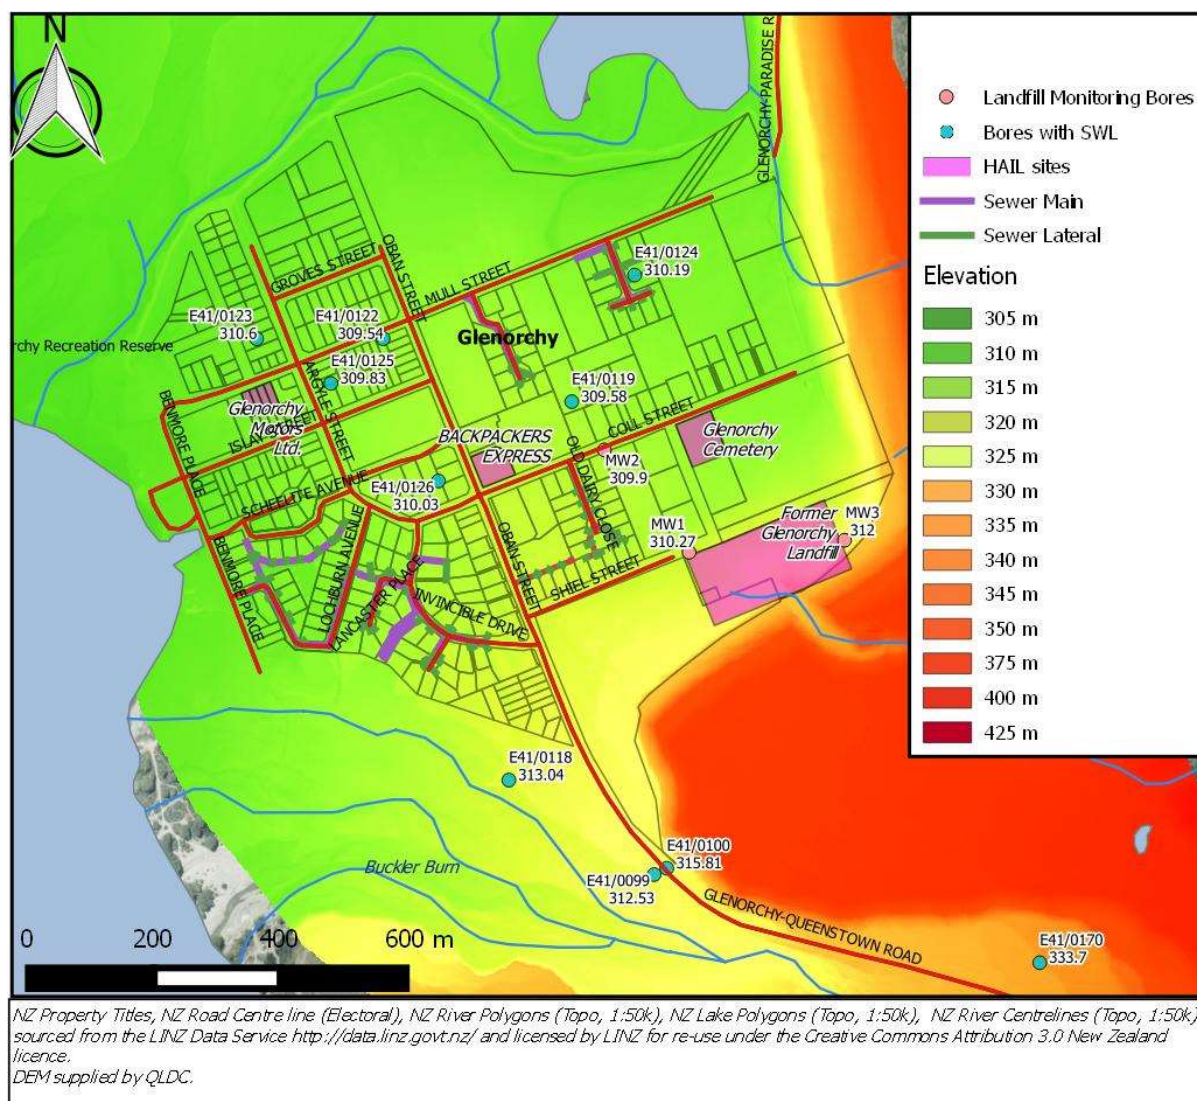 N
GLENORCHY-PARADISE R
Landfill Monitoring Bores
Bores with SWL
HAIL sites
Sewer Main
Sewer Lateral
Elevation
305 m
310 m
315 m
320 m
325 m
330 m
335 m
340 m
345 m
350 m
375 m
400 m
425 m
OBAN STREET
GROVES STREET
MULL STREET
E41/0124
310.19
E41/0123
310.6
E41/0122
309.54
Glenorchy
rchy Recreation Reserve
E41/0125
309.83
ARGYLE STREET
BENMORE PLACE
Glenorchy
Motors
Ltd.
E41/0119
309.58
COLL STREET
BACKPACKERS
EXPRESS
OLD DAIRY CLOSE
Glenorchy
Cemetery
MW2
309.9
SCHEELITE AVENUE
E41/0126
310.03
MW1
310.27
Former
Glenorchy
Landfill
MW3
312
OBAN STREET
SHIEL STREET
BENMORE PLACE
LOCHBURN AVENUE
LANCASTER PLACE
INVINCIBLE DRIVE
E41/0118
313.04
E41/0100
315.81
E41/0099
312.53
Buckler Burn
GLENORCHY-QUEENSTOWN ROAD
E41/0170
333.7
0 200 400 600 m
NZ Property Titles, NZ Road Centre line (Electoral), NZ River Polygons (Topo, 1:50k), NZ Lake Polygons (Topo, 1:50k), NZ River Centrelines (Topo, 1:50k)
sourced from the LINZ Data Service http://data.linz.govt.nz/ and licensed by LINZ for re-use under the Creative Commons Attribution 3.0 New Zealand
licence.
DEM supplied by QLDC.